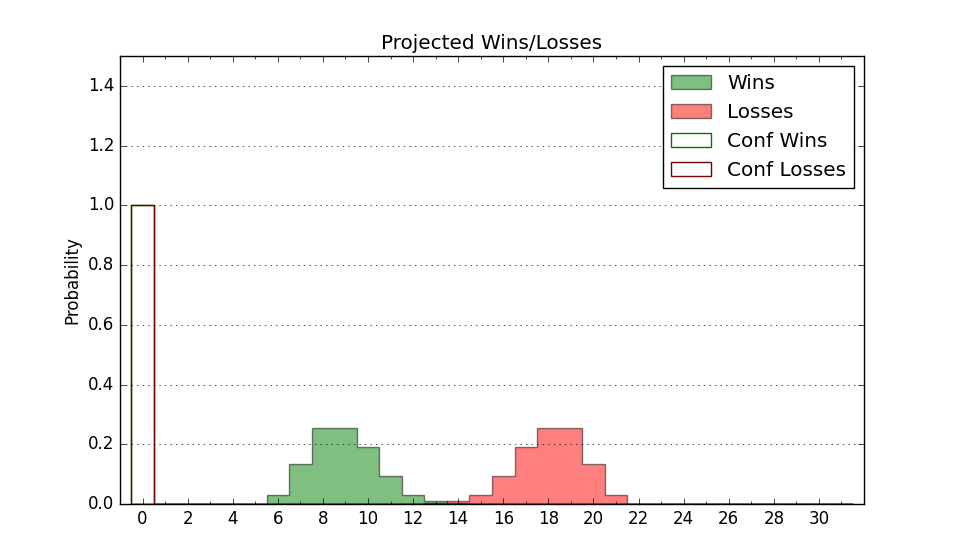 Projected Wins/Losses
Wins
Losses
Conf Wins
Conf Losses
Probability
1.4
1.2
1.0
0.8
0.6
0.4
0.2
0.0
0 2 4 6 8 10 12 14 16 18 20 22 24 26 28 30